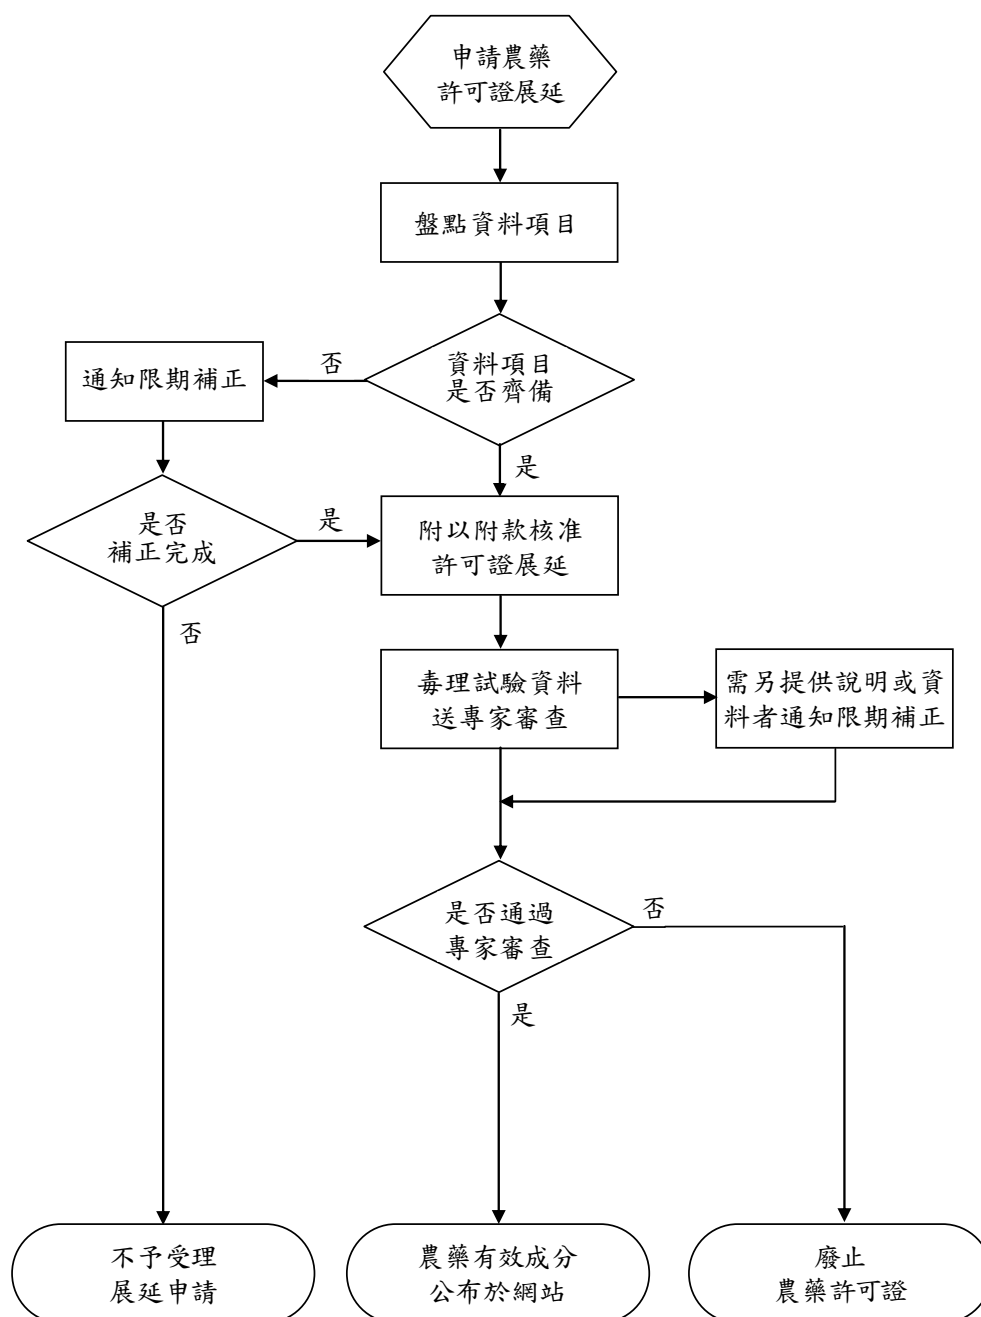 申請農藥
許可證展延
盤點資料項目
資料項目
是否齊備
否
通知限期補正
是
是否
補正完成
是
附以附款核准
許可證展延
否
毒理試驗資料
送專家審查
需另提供說明或資
料者通知限期補正
是否通過
專家審查
否
是
不予受理
展延申請
農藥有效成分
公布於網站
廢止
農藥許可證